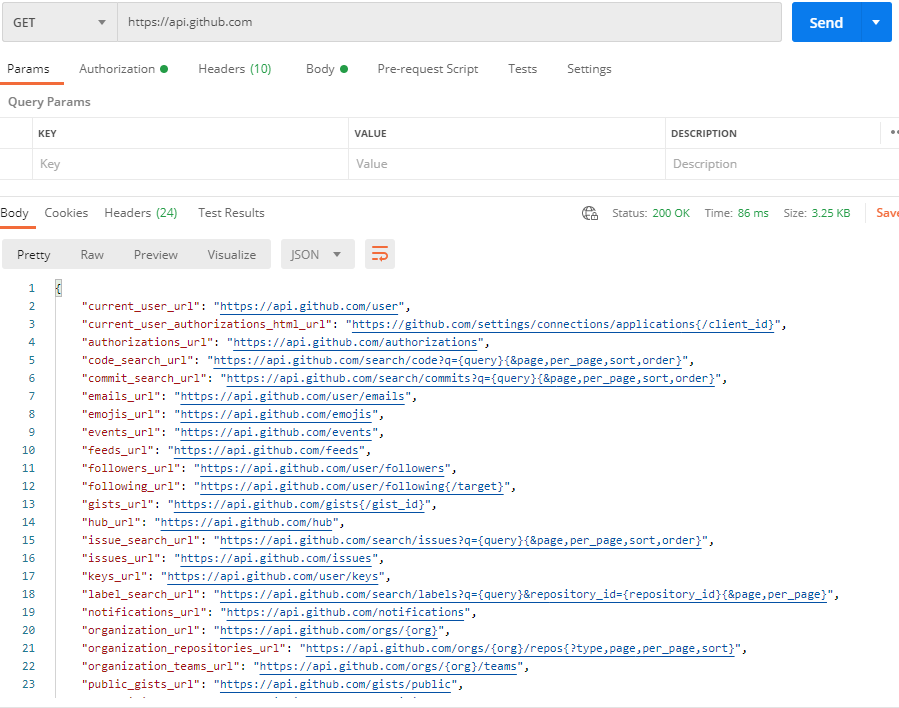 GET https://api.github.com Send
Params Authorization Headers (10) Body Pre-request Script Tests Settings
Query Params
KEY VALUE DESCRIPTION
Key Value Description
Body Cookies Headers (24) Test Results Status: 200 OK Time: 86 ms Size: 3.25 KB Save
Pretty Raw Preview Visualize JSON
1 {
2 "current_user_url": "https://api.github.com/user",
3 "current_user_authorizations_html_url": "https://github.com/settings/connections/applications{/client_id}",
4 "authorizations_url": "https://api.github.com/authorizations",
5 "code_search_url": "https://api.github.com/search/code?q={query}{&page,per_page,sort,order}",
6 "commit_search_url": "https://api.github.com/search/commits?q={query}{&page,per_page,sort,order}",
7 "emails_url": "https://api.github.com/user/emails",
8 "emojis_url": "https://api.github.com/emojis",
9 "events_url": "https://api.github.com/events",
10 "feeds_url": "https://api.github.com/feeds",
11 "followers_url": "https://api.github.com/user/followers",
12 "following_url": "https://api.github.com/user/following{/target}",
13 "gists_url": "https://api.github.com/gists{/gist_id}",
14 "hub_url": "https://api.github.com/hub",
15 "issue_search_url": "https://api.github.com/search/issues?q={query}{&page,per_page,sort,order}",
16 "issues_url": "https://api.github.com/issues",
17 "keys_url": "https://api.github.com/user/keys",
18 "label_search_url": "https://api.github.com/search/labels?q={query}&repository_id={repository_id}{&page,per_page}",
19 "notifications_url": "https://api.github.com/notifications",
20 "organization_url": "https://api.github.com/orgs/{org}",
21 "organization_repositories_url": "https://api.github.com/orgs/{org}/repos{?type,page,per_page,sort}",
22 "organization_teams_url": "https://api.github.com/orgs/{org}/teams",
23 "public_gists_url": "https://api.github.com/gists/public",